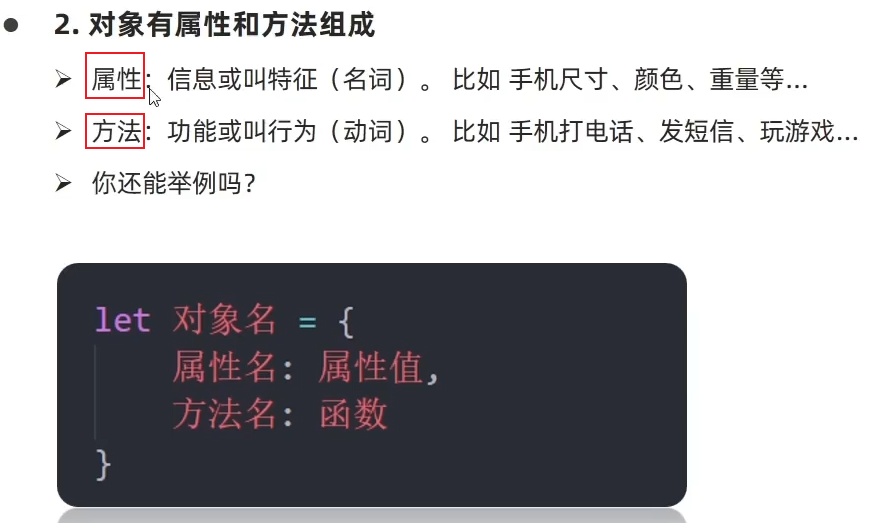 ● 2. 对象有属性和方法组成
➢ 属性：信息或叫特征（名词）。 比如 手机尺寸、颜色、重量等…
➢ 方法：功能或叫行为（动词）。 比如 手机打电话、发短信、玩游戏…
➢ 你还能举例吗？
let 对象名 = {
属性名: 属性值,
方法名: 函数
}